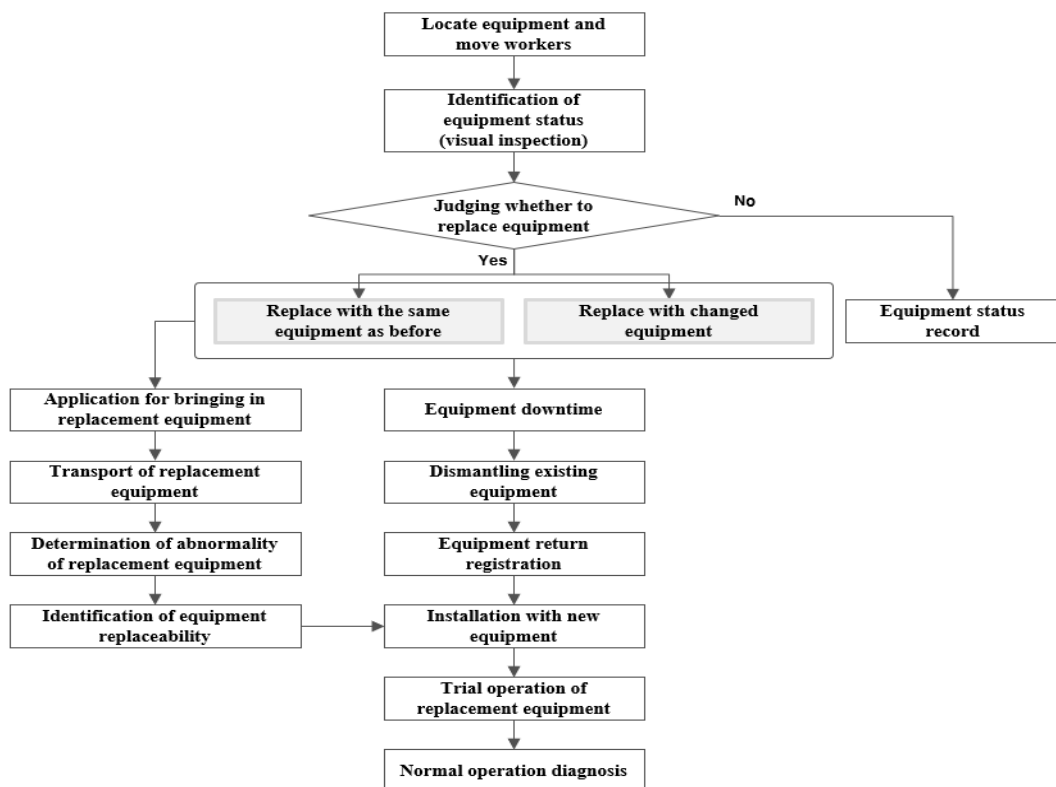 Locate equipment and
move workers
Identification of
equipment status
(visual inspection)
Judging whether to
replace equipment
No
Yes
Replace with the same
equipment as before
Replace with changed
equipment
Equipment status
record
Application for bringing in
replacement equipment
Equipment downtime
Transport of replacement
equipment
Dismantling existing
equipment
Determination of abnormality
of replacement equipment
Equipment return
registration
Identification of equipment
replaceability
Installation with new
equipment
Trial operation of
replacement equipment
Normal operation diagnosis